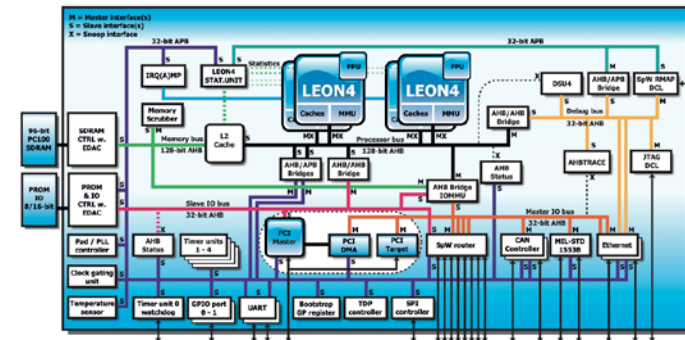 M = Master interface(s)
S = Slave interface(s)
X = Snoop interface
32-bit APB
32-bit APB
Statistics
IRQ(A)MP
LEON4
STAT.UNIT
FPU
LEON4
Caches
MMU
FPU
LEON4
Caches
MMU
DSU4
AHB/APB
Bridge
SpW RMAP
DCL
Memory
Scrubber
96-bit
PC100
SDRAM
SDRAM
CTRL w.
EDAC
Memory bus
128-bit AHB
L2
Cache
MX
MX
MX
MX
Processor bus
128-bit AHB
AHB/AHB
Bridge
Debug bus
32-bit AHB
AHB/APB
Bridges
AHB/AHB
Bridge
AHB
Status
AHBTRACE
JTAG
DCL
PROM
IO
8/16-bit
PROM
& IO
CTRL w.
EDAC
AHB Bridge
IOMMU
Slave IO bus
32-bit AHB
Master IO bus
32-bit AHB
Pad / PLL
controller
AHB
Status
Timer units
1 - 4
PCI
Master
PCI
DMA
PCI
Target
SpW router
CAN
Controller
MIL-STD
1553B
Ethernet
Clock gating
unit
Temperature
sensor
Timer unit 0
watchdog
GPIO port
0 - 1
UART
Bootstrap
GP register
TDP
controller
SPI
controller